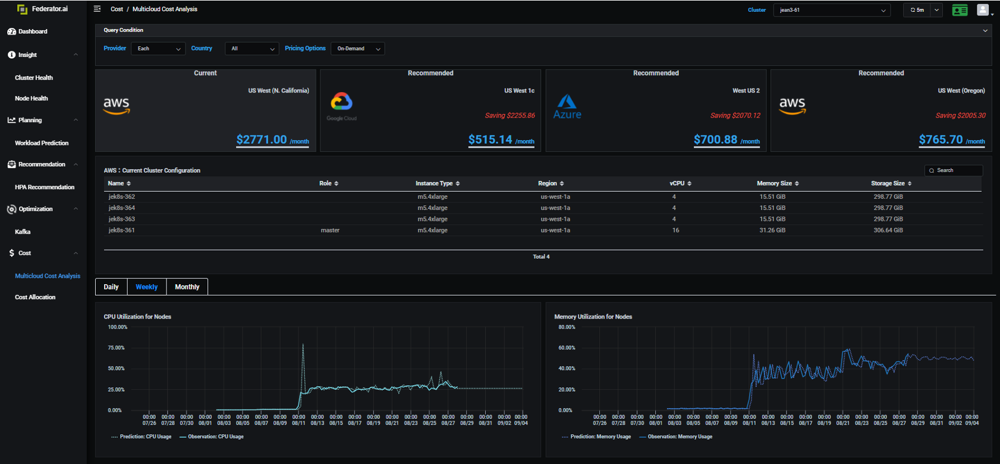 Federator.ai
Cost / Multicloud Cost Analysis
Cluster
jean3-61
5m
Dashboard
Insight
Cluster Health
Node Health
Planning
Workload Prediction
Recommendation
HPA Recommendation
Optimization
Kafka
$ Cost
Multicloud Cost Analysis
Cost Allocation
Query Condition
Provider Each Country All Pricing Options On-Demand
Current
US West (N. California)
aws
$2771.00 /month
Recommended
US West 1c
Google Cloud
Saving $2255.86
$515.14 /month
Recommended
West US 2
Azure
Saving $2070.12
$700.88 /month
Recommended
US West (Oregon)
aws
Saving $2005.30
$765.70 /month
AWS : Current Cluster Configuration
Search
Name Role Instance Type Region vCPU Memory Size Storage Size
jek8s-362 m5.4xlarge us-west-1a 4 15.51 GiB 298.77 GiB
jek8s-364 m5.4xlarge us-west-1a 4 15.51 GiB 298.77 GiB
jek8s-363 m5.4xlarge us-west-1a 4 15.51 GiB 298.77 GiB
jek8s-361 master m5.4xlarge us-west-1a 16 31.26 GiB 306.64 GiB
Total 4
Daily Weekly Monthly
CPU Utilization for Nodes
100.00%
75.00%
50.00%
25.00%
0.00%
00:00 00:00 00:00 00:00 00:00 00:00 00:00 00:00 00:00 00:00 00:00 00:00 00:00 00:00 00:00 00:00 00:00 00:00 00:00 00:00 00:00
07/26 07/28 07/30 08/01 08/03 08/05 08/07 08/09 08/11 08/13 08/15 08/17 08/19 08/21 08/23 08/25 08/27 08/29 08/31 09/02 09/04
Prediction: CPU Usage Observation: CPU Usage
Memory Utilization for Nodes
80.00%
60.00%
40.00%
20.00%
0.00%
00:00 00:00 00:00 00:00 00:00 00:00 00:00 00:00 00:00 00:00 00:00 00:00 00:00 00:00 00:00 00:00 00:00 00:00 00:00 00:00 00:00
07/26 07/28 07/30 08/01 08/03 08/05 08/07 08/09 08/11 08/13 08/15 08/17 08/19 08/21 08/23 08/25 08/27 08/29 08/31 09/02 09/04
Prediction: Memory Usage Observation: Memory Usage